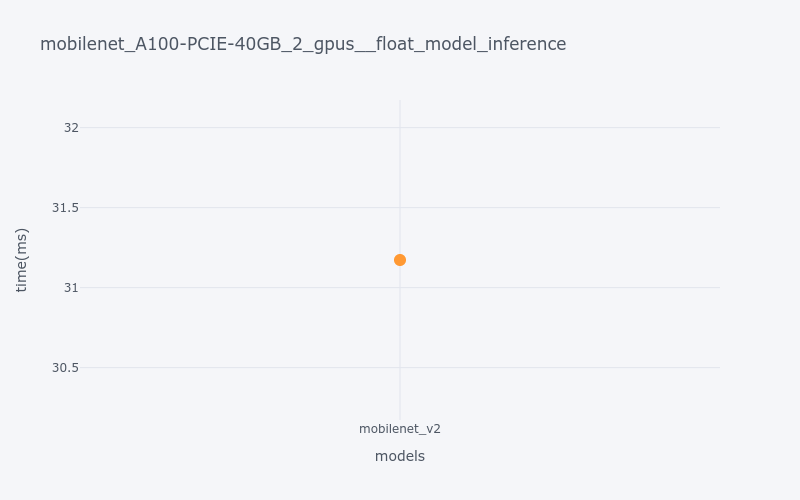 mobilenet_A100-PCIE-40GB_2_gpus__float_model_inference
32
31.5
31
30.5
time(ms)
mobilenet_v2
models